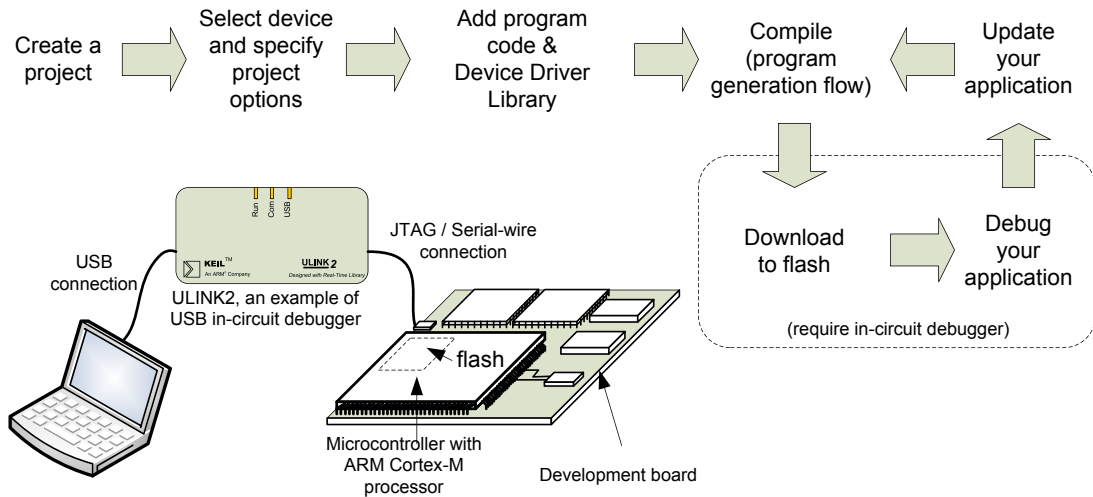 Create a
project
Select device
and specify
project
options
Add program
code &
Device Driver
Library
Compile
(program
generation flow)
Update
your
application
Download
to flash
Debug
your
application
(require in-circuit debugger)
USB
connection
Run
Com
USB
KEIL™
An ARM® Company
ULINK2
Designed with Real-Time Library
ULINK2, an example of
USB in-circuit debugger
JTAG / Serial-wire
connection
flash
Microcontroller with
ARM Cortex-M
processor
Development board